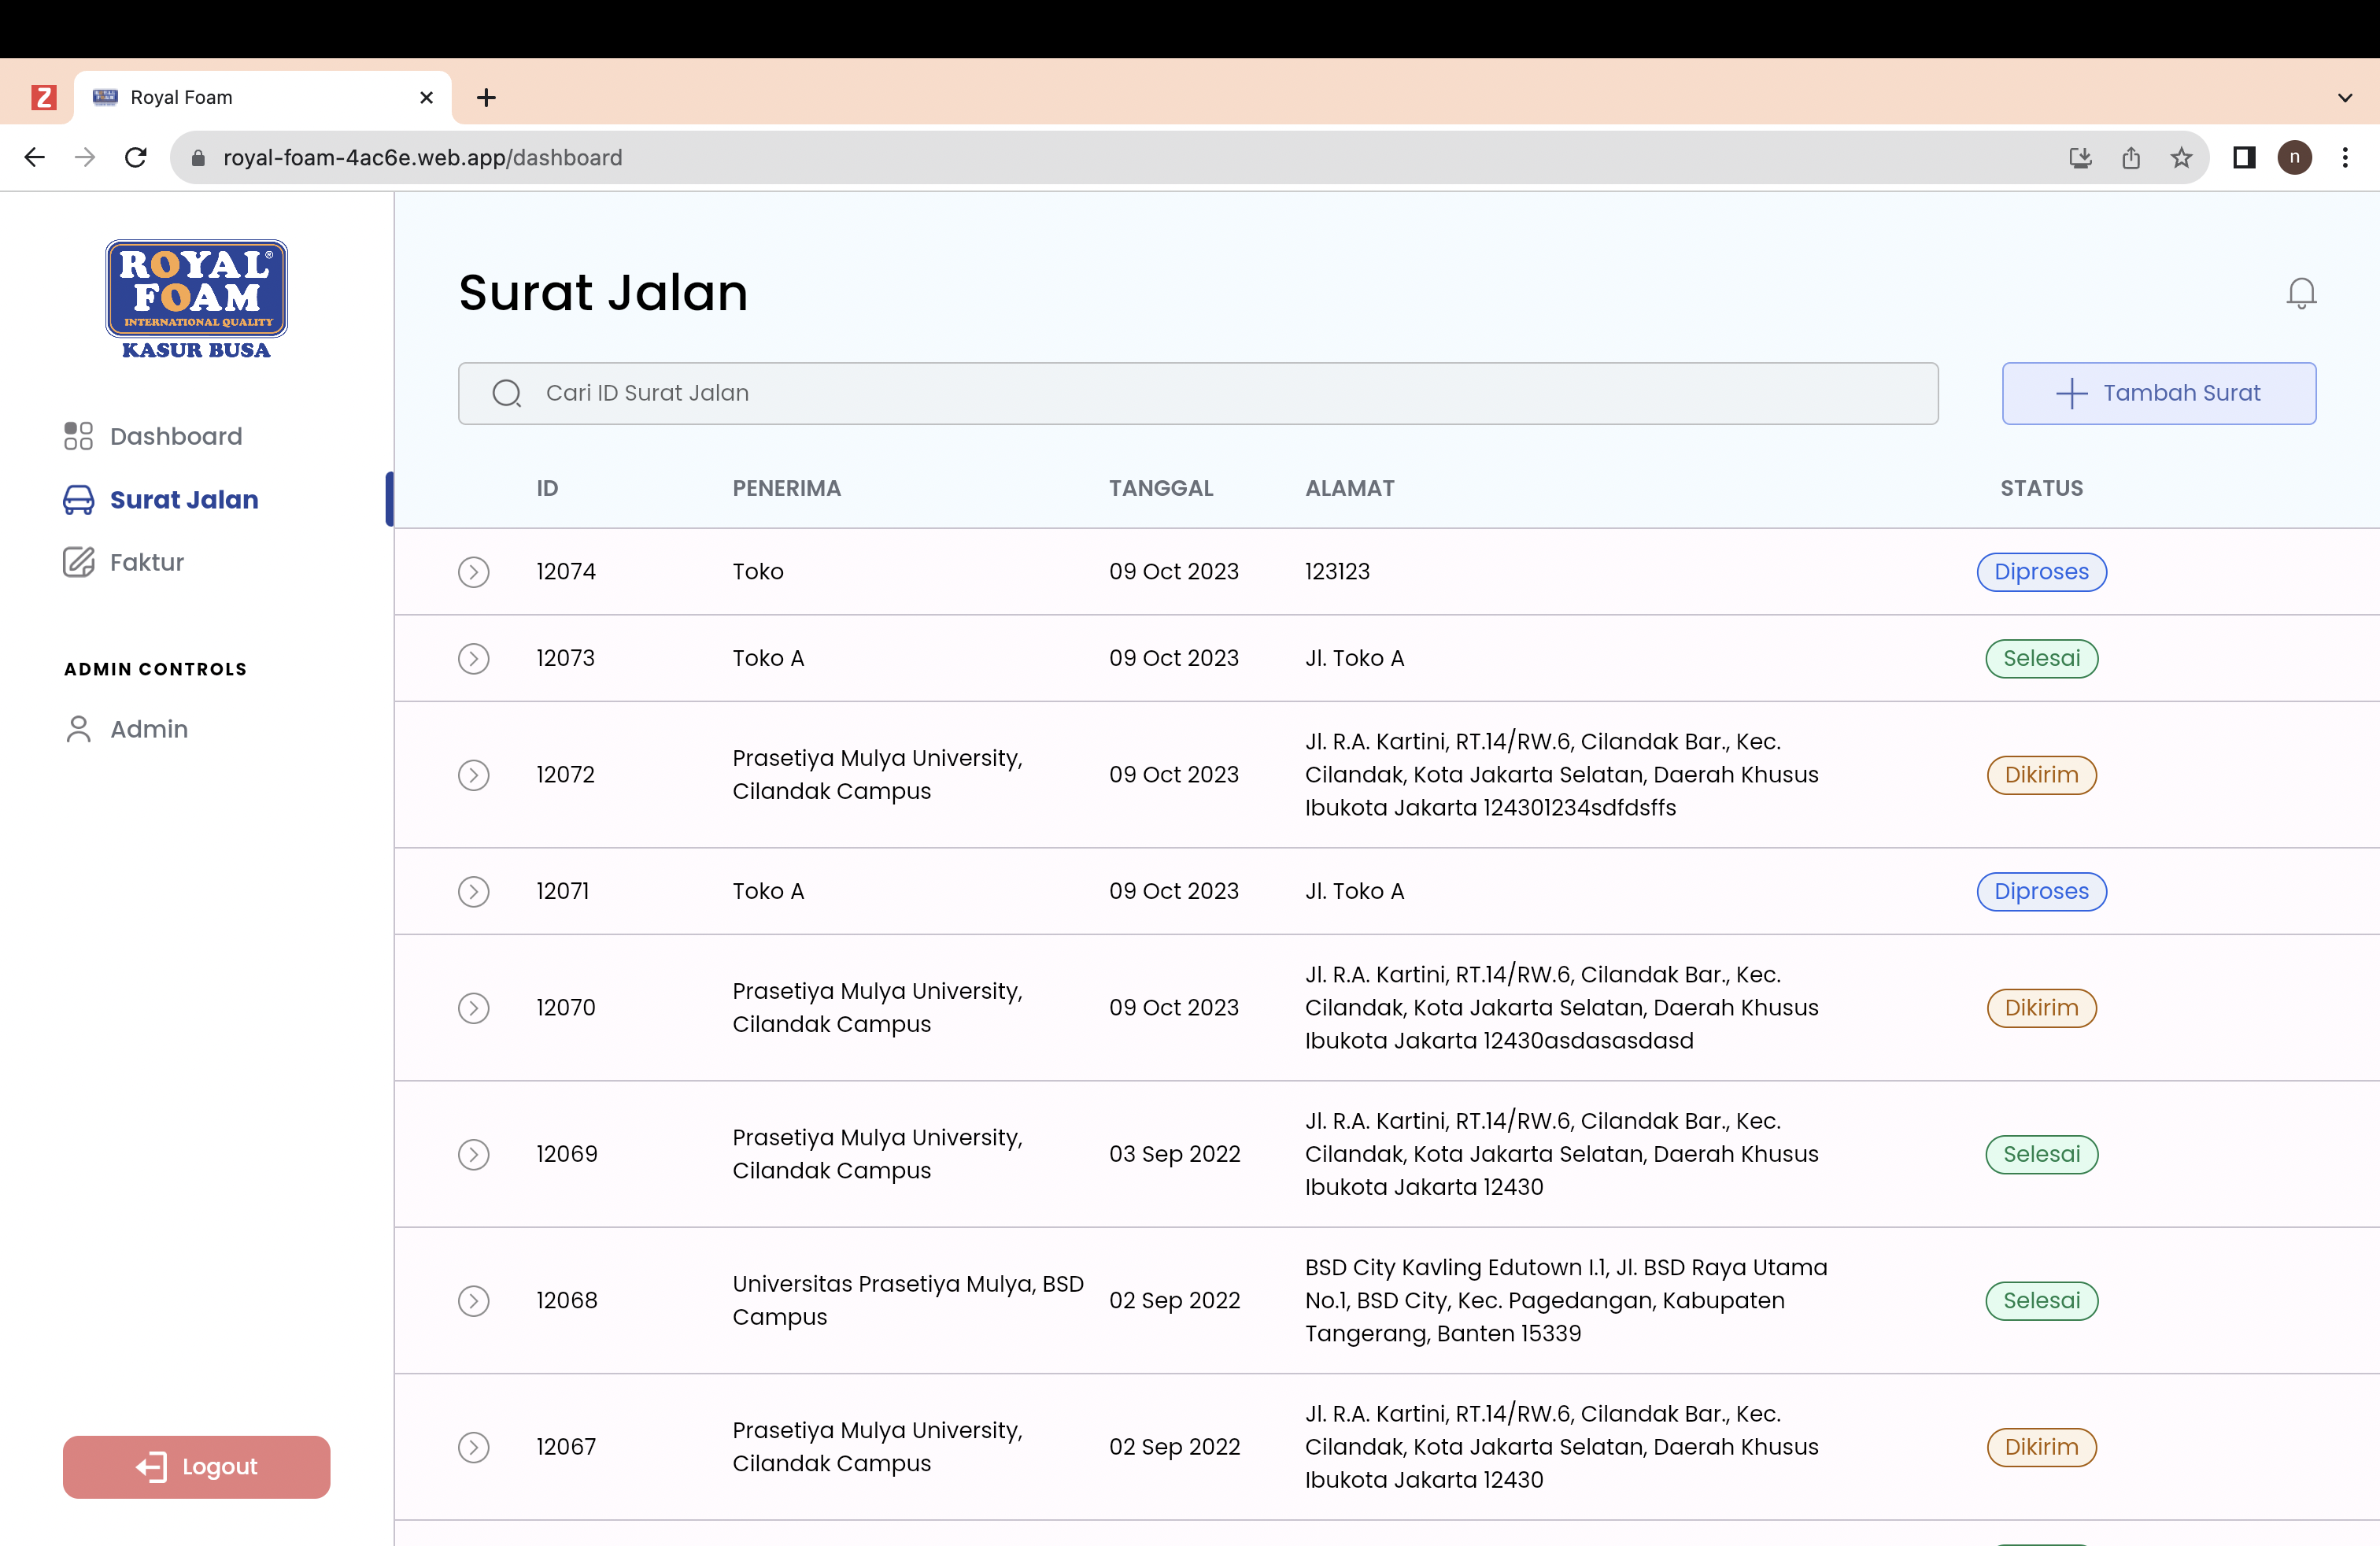 Z
Royal Foam
royal-foam-4ac6e.web.app/dashboard
n
ROYAL®
FOAM
INTERNATIONAL QUALITY
KASUR BUSA
Dashboard
Surat Jalan
Faktur
ADMIN CONTROLS
Admin
Logout
Surat Jalan
Cari ID Surat Jalan
Tambah Surat
ID PENERIMA TANGGAL ALAMAT STATUS
12074 Toko 09 Oct 2023 123123 Diproses
12073 Toko A 09 Oct 2023 Jl. Toko A Selesai
12072
Prasetiya Mulya University,
Cilandak Campus
09 Oct 2023
Jl. R.A. Kartini, RT.14/RW.6, Cilandak Bar., Kec.
Cilandak, Kota Jakarta Selatan, Daerah Khusus
Ibukota Jakarta 124301234sdfdsffs
Dikirim
12071 Toko A 09 Oct 2023 Jl. Toko A Diproses
12070
Prasetiya Mulya University,
Cilandak Campus
09 Oct 2023
Jl. R.A. Kartini, RT.14/RW.6, Cilandak Bar., Kec.
Cilandak, Kota Jakarta Selatan, Daerah Khusus
Ibukota Jakarta 12430asdasasdasd
Dikirim
12069
Prasetiya Mulya University,
Cilandak Campus
03 Sep 2022
Jl. R.A. Kartini, RT.14/RW.6, Cilandak Bar., Kec.
Cilandak, Kota Jakarta Selatan, Daerah Khusus
Ibukota Jakarta 12430
Selesai
12068
Universitas Prasetiya Mulya, BSD
Campus
02 Sep 2022
BSD City Kavling Edutown I.1, Jl. BSD Raya Utama
No.1, BSD City, Kec. Pagedangan, Kabupaten
Tangerang, Banten 15339
Selesai
12067
Prasetiya Mulya University,
Cilandak Campus
02 Sep 2022
Jl. R.A. Kartini, RT.14/RW.6, Cilandak Bar., Kec.
Cilandak, Kota Jakarta Selatan, Daerah Khusus
Ibukota Jakarta 12430
Dikirim